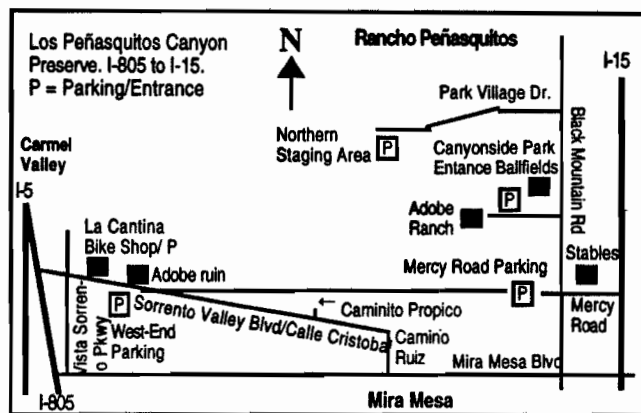 Los Peñasquitos Canyon
Preserve. I-805 to I-15.
P = Parking/Entrance
N
Rancho Peñasquitos
I-15
Park Village Dr.
Northern
Staging Area
P
Canyonside Park
Entance Ballfields
P
Black Mountain Rd
Carmel
Valley
I-5
Adobe
Ranch
La Cantina
Bike Shop/ P
Adobe ruin
Mercy Road Parking
P
Stables
Mercy
Road
P
West-End
Parking
Vista Sorren-
o Pkwy
Sorrento Valley Blvd/Calle Cristoba
← Caminito Propico
Camino
Ruiz
Mira Mesa Blvd
I-805
Mira Mesa